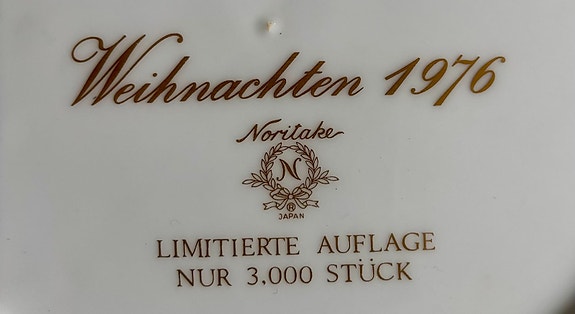 Weihnachten 1976
Noritake
N
®
JAPAN
LIMITIERTE AUFLAGE
NUR 3.000 STÜCK